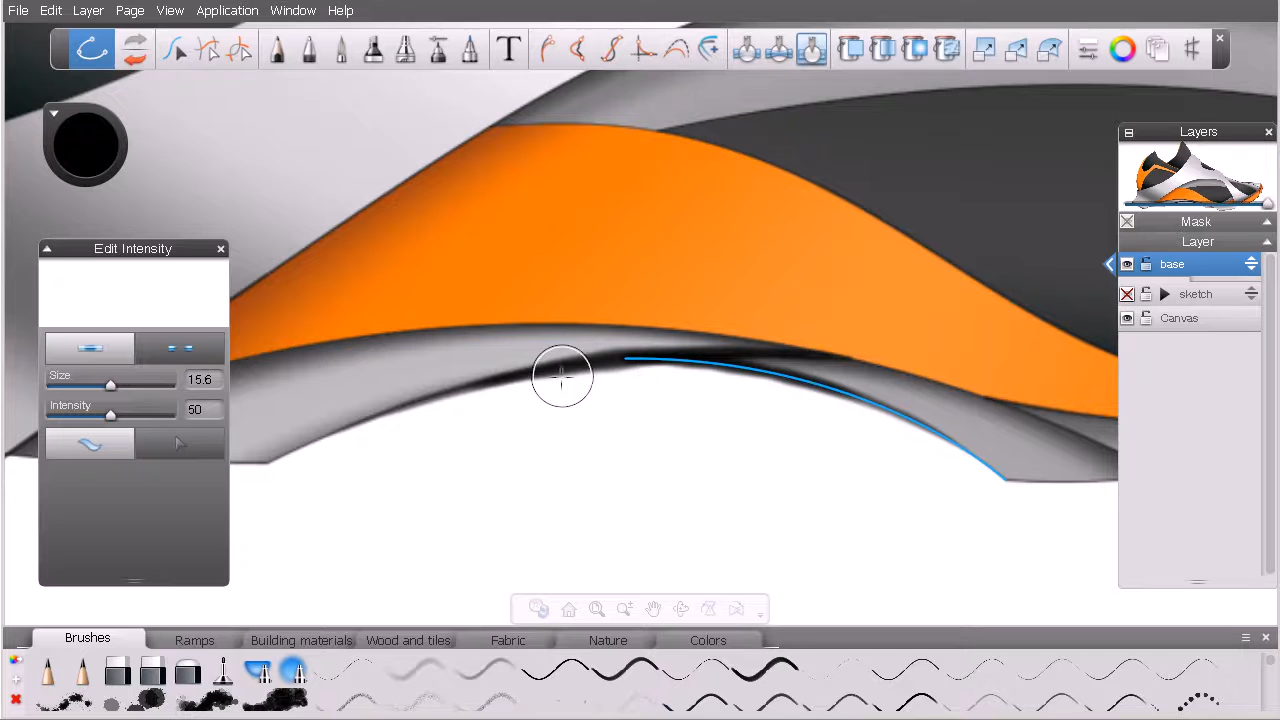 File Edit Layer Page View Application Window Help
T
Layers
Mask
Layer
base
sketch
Canvas
Edit Intensity
Size 15.6
Intensity 50
Brushes Ramps Building materials Wood and tiles Fabric Nature Colors